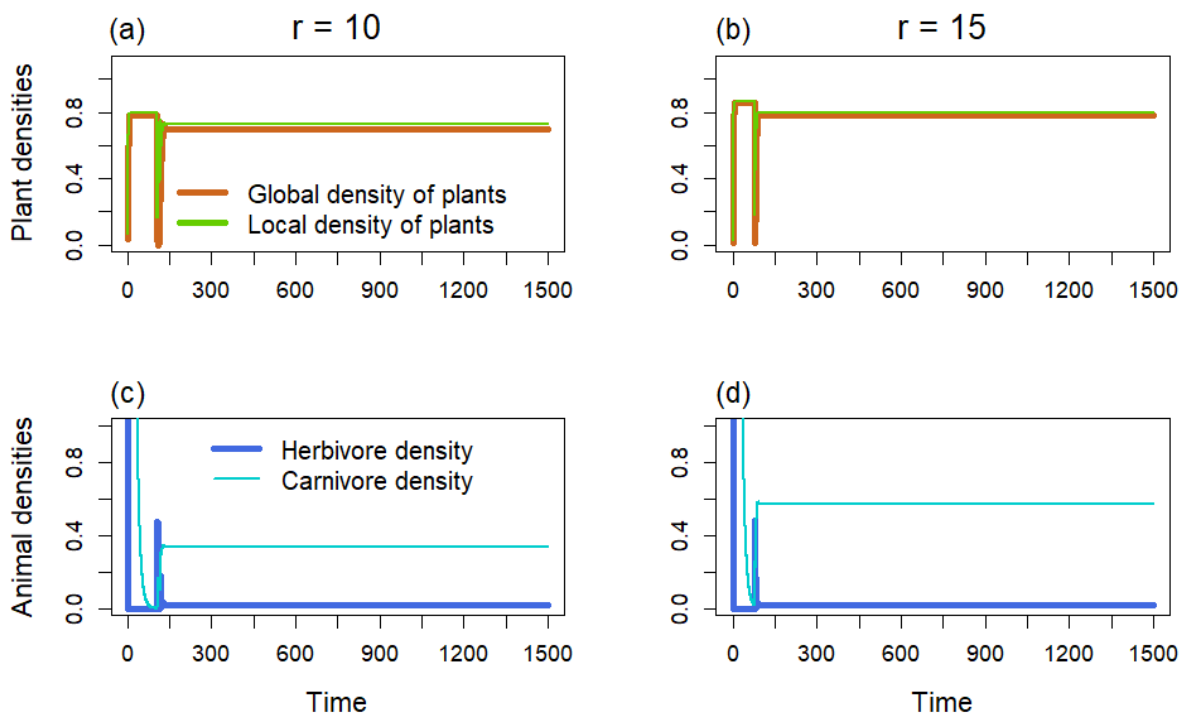 (a) r = 10
(b) r = 15
Plant densities
0.8
0.4
0.0
Global density of plants
Local density of plants
0 300 600 900 1200 1500
0.8
0.4
0.0
0 300 600 900 1200 1500
(c)
(d)
Animal densities
0.8
0.4
0.0
Herbivore density
Carnivore density
0 300 600 900 1200 1500
Time
0.8
0.4
0.0
0 300 600 900 1200 1500
Time